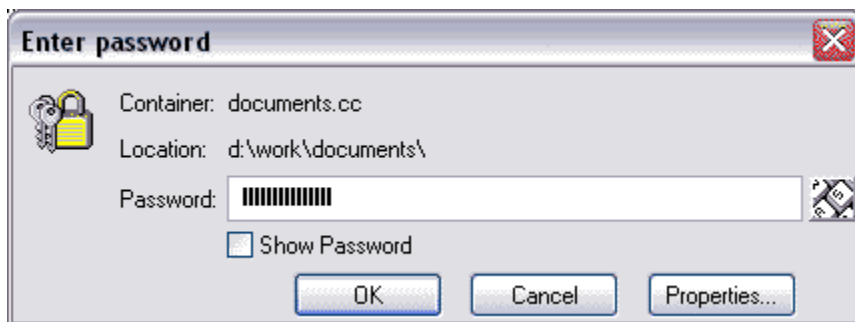 Enter password
Container: documents.cc
Location: d:\work\documents\
Password:
Show Password
OK Cancel Properties...